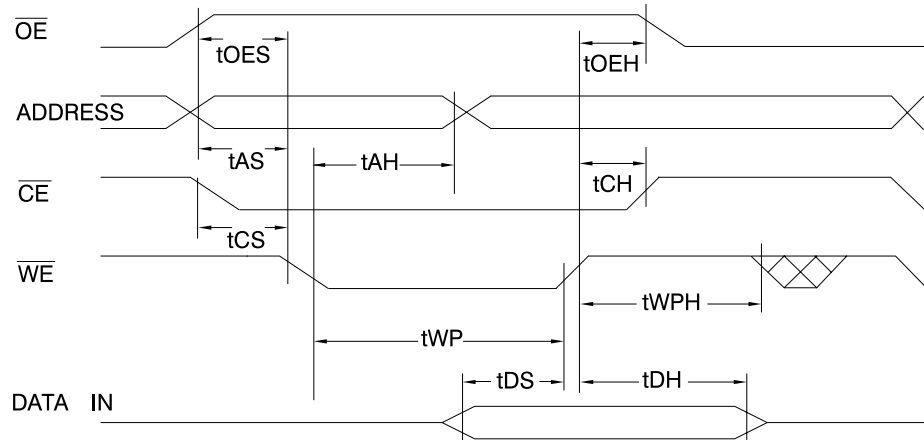 OE
tOES
tOEH
ADDRESS
tAS
tAH
tCH
CE
tCS
WE
tWPH
tWP
tDS
tDH
DATA IN